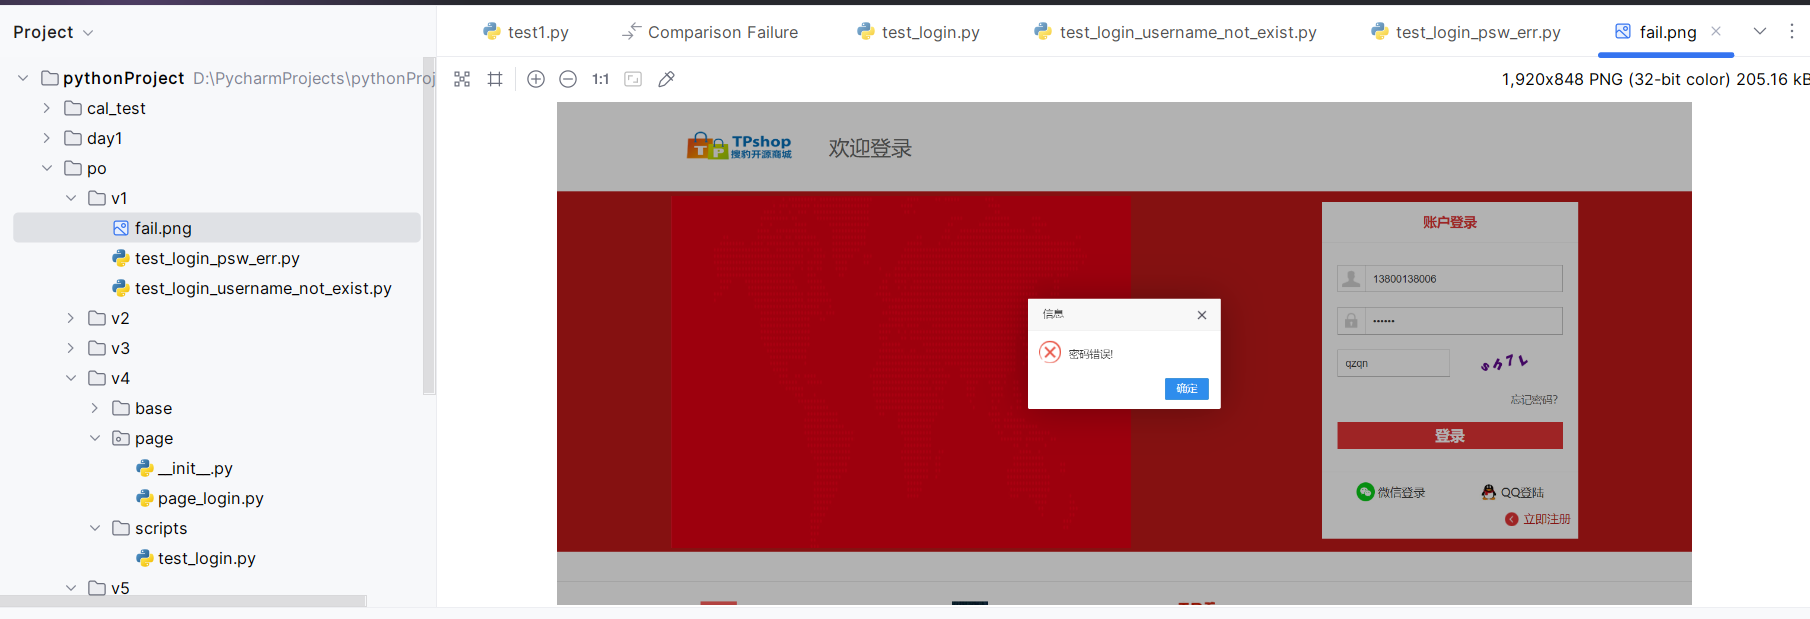 Project
test1.py
Comparison Failure
test_login.py
test_login_username_not_exist.py
test_login_psw_err.py
fail.png
pythonProject D:\PycharmProjects\pythonProj
cal_test
day1
po
v1
fail.png
test_login_psw_err.py
test_login_username_not_exist.py
v2
v3
v4
base
page
__init__.py
page_login.py
scripts
test_login.py
v5
1:1
1,920x848 PNG (32-bit color) 205.16 kB
TP
TPshop
搜豹开源商城
欢迎登录
账户登录
13800138006
••••••
qzqn
sh7L
忘记密码?
登录
微信登录
QQ登陆
立即注册
信息
密码错误!
确定